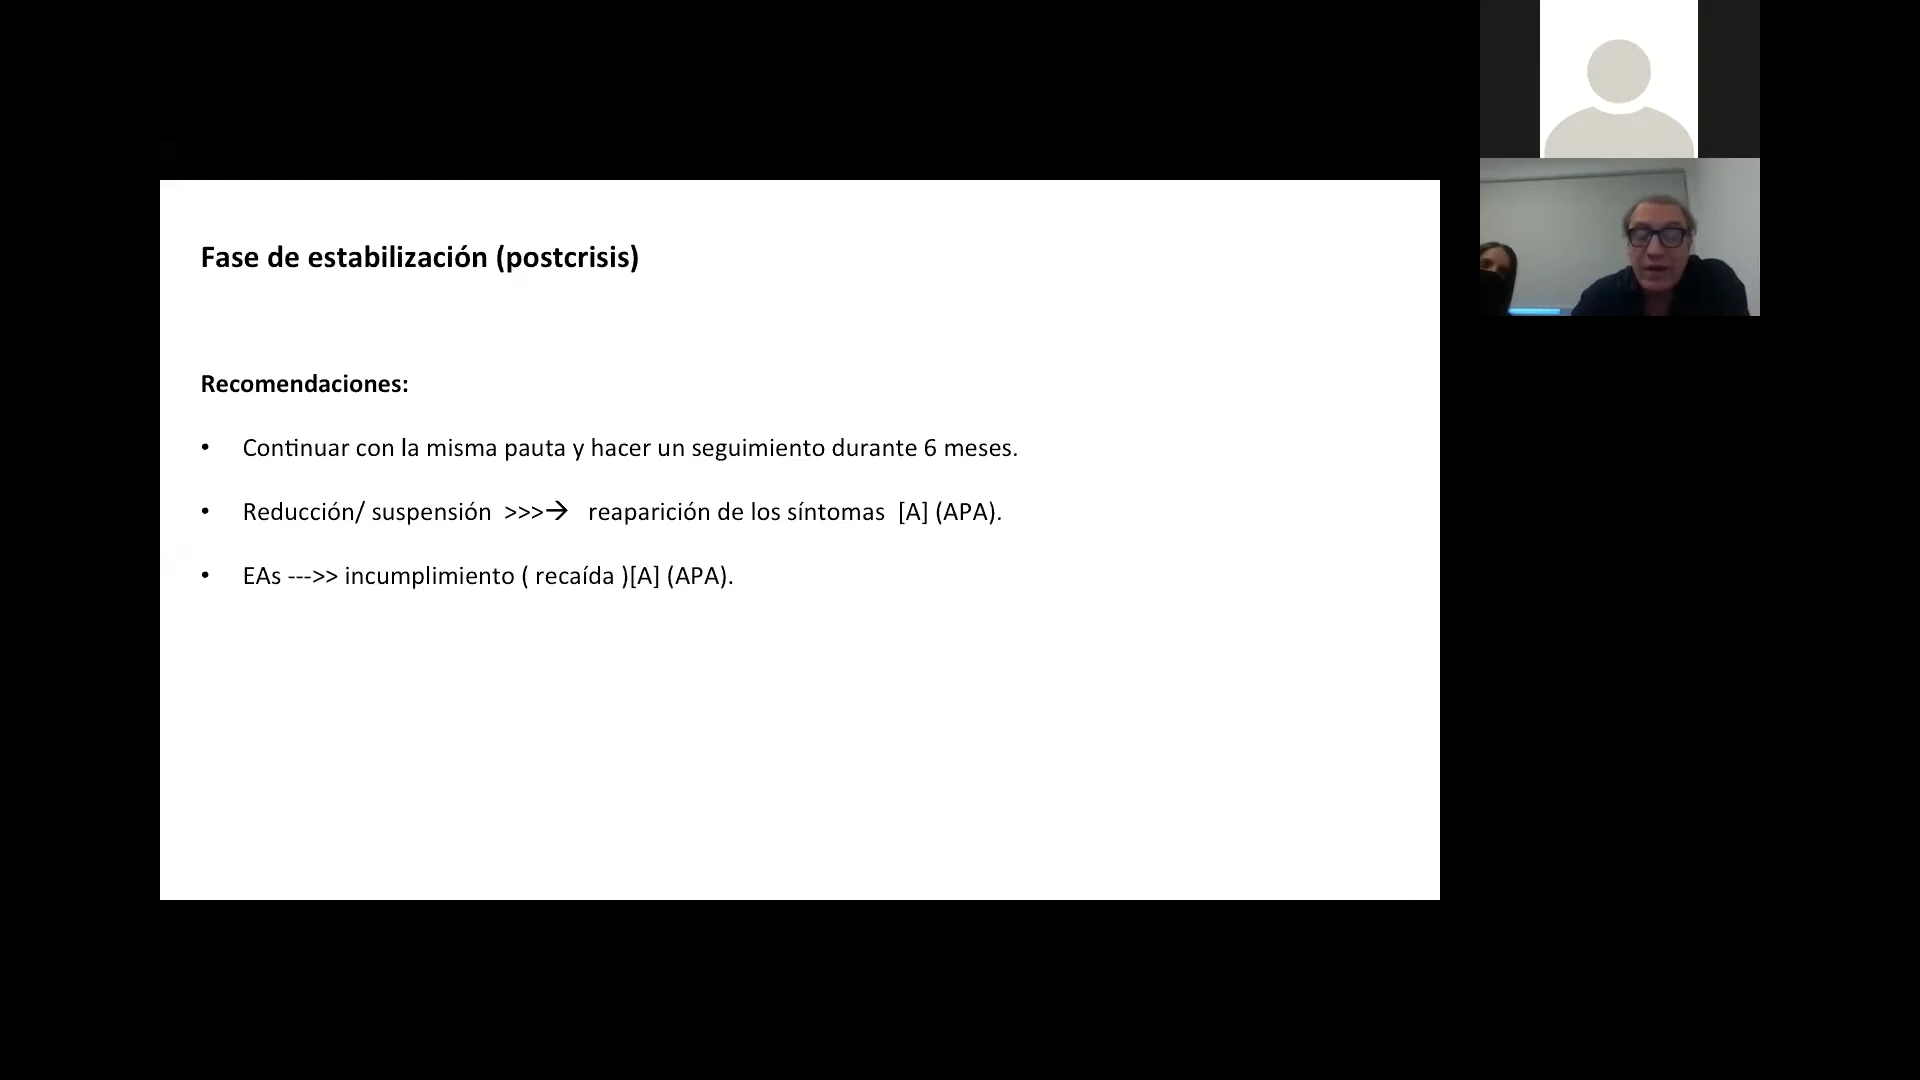 Fase de estabilización (postcrisis)
Recomendaciones:
• Continuar con la misma pauta y hacer un seguimiento durante 6 meses.
• Reducción/ suspensión >>>→ reaparición de los síntomas [A] (APA).
• EAs --->> incumplimiento ( recaída )[A] (APA).